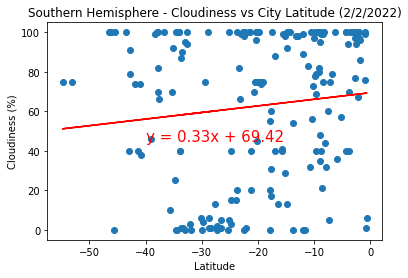 Southern Hemisphere - Cloudiness vs City Latitude (2/2/2022)
100
80
60
40
20
0
Cloudiness (%)
y = 0.33x + 69.42
−50 −40 −30 −20 −10 0
Latitude